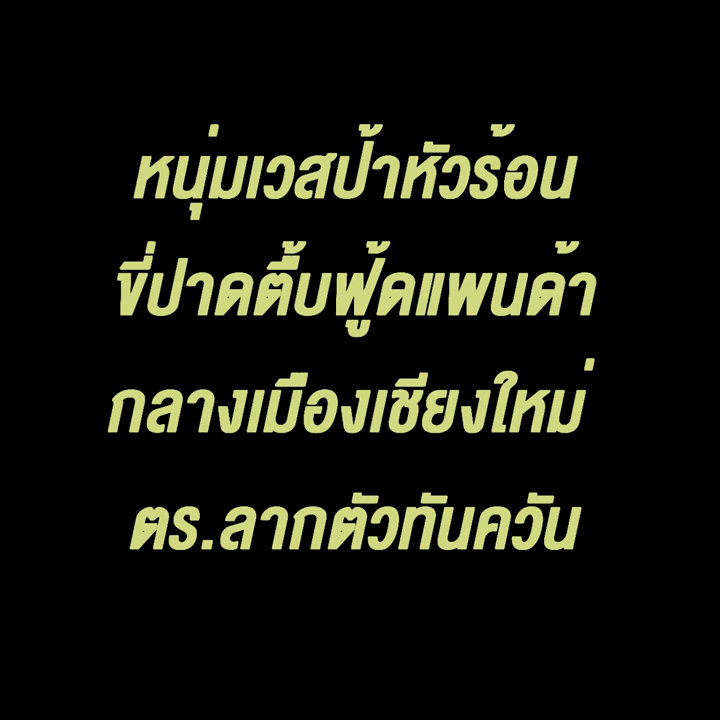 หนุ่มเวสป้าหัวร้อน
ขี่ปาดตื้บฟู้ดแพนด้า
กลางเมืองเชียงใหม่
ตร.ลากตัวทันควัน